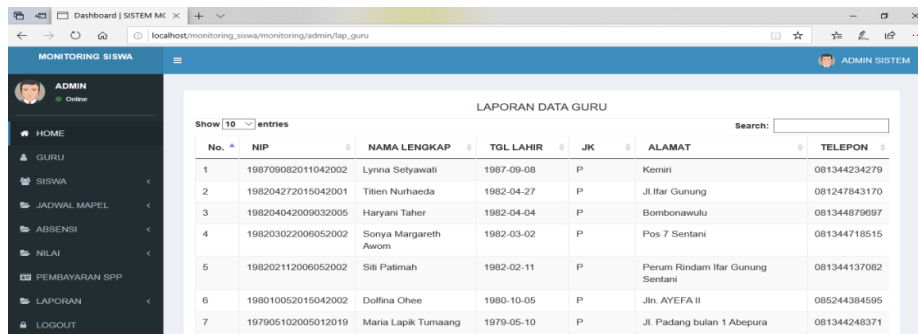 Dashboard | SISTEM MC
localhost/monitoring_siswa/monitoring/admin/lap_guru
MONITORING SISWA
ADMIN SISTEM
ADMIN
Online
HOME
GURU
SISWA
JADWAL MAPEL
ABSENSI
NILAI
PEMBAYARAN SPP
LAPORAN
LOGOUT
LAPORAN DATA GURU
Show 10 entries
Search:
No. NIP NAMA LENGKAP TGL LAHIR JK ALAMAT TELEPON
1 198709082011042002 Lynna Setyawati 1987-09-08 P Kemiri 081344234279
2 198204272015042001 Titien Nurhaeda 1982-04-27 P Jl.Ifar Gunung 081247843170
3 198204042009032005 Haryani Taher 1982-04-04 P Bombonawulu 081344879697
4 198203022006052002 Sonya Margareth 1982-03-02 P Pos 7 Sentani 081344718515
Awom
5 198202112006052002 Siti Patimah 1982-02-11 P Perum Rindam Ifar Gunung 081344137082
Sentani
6 198010052015042002 Dolfina Ohee 1980-10-05 P Jln. AYEFA II 085244384595
7 197905102005012019 Maria Lapik Tumaang 1979-05-10 P Jl. Padang bulan 1 Abepura 081344248371